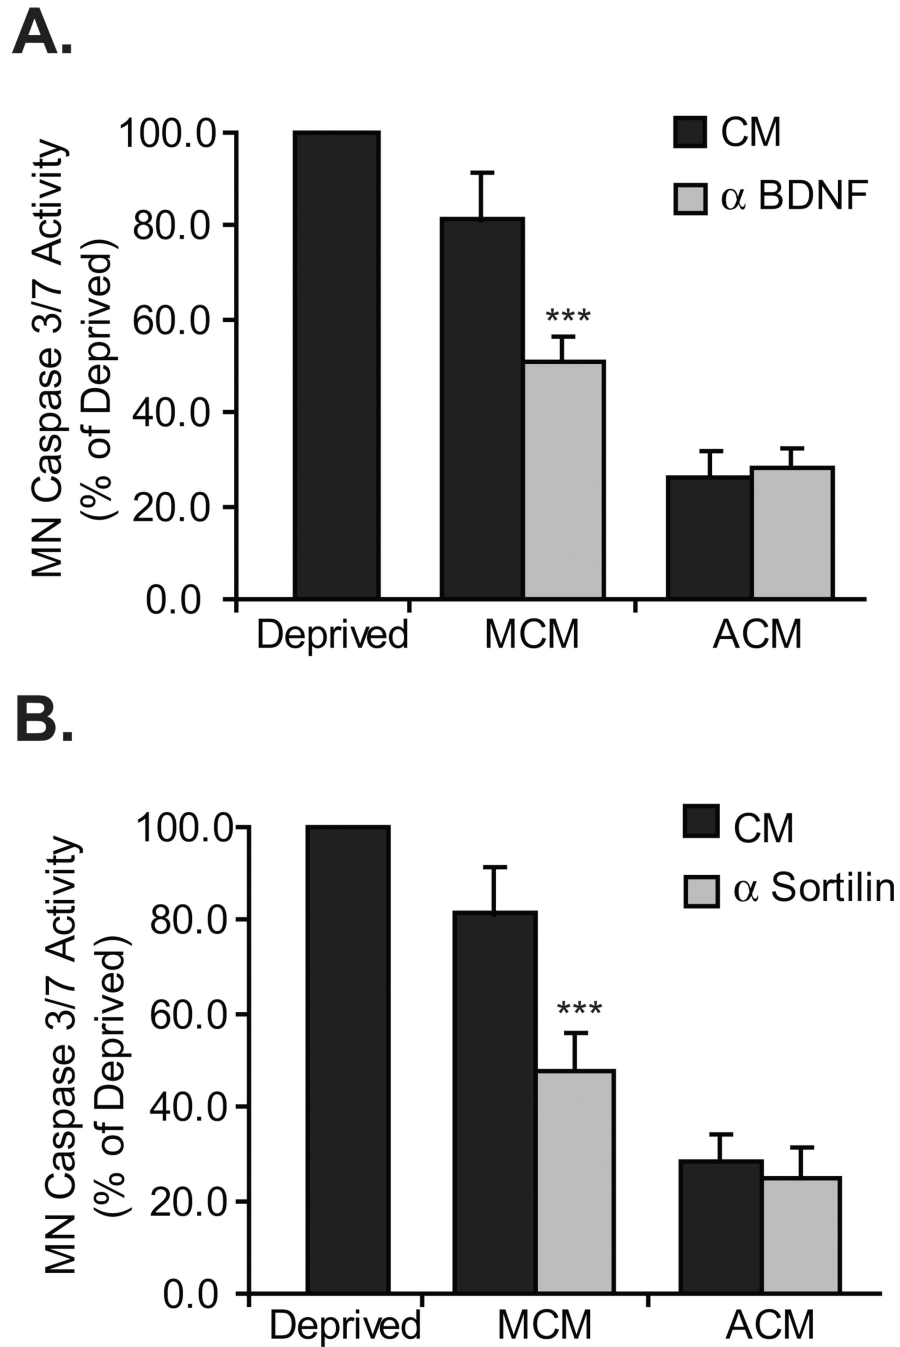 A.
MN Caspase 3/7 Activity
(% of Deprived)
100.0
80.0
60.0
40.0
20.0
0.0
CM
α BDNF
***
Deprived MCM ACM
B.
MN Caspase 3/7 Activity
(% of Deprived)
100.0
80.0
60.0
40.0
20.0
0.0
CM
α Sortilin
***
Deprived MCM ACM